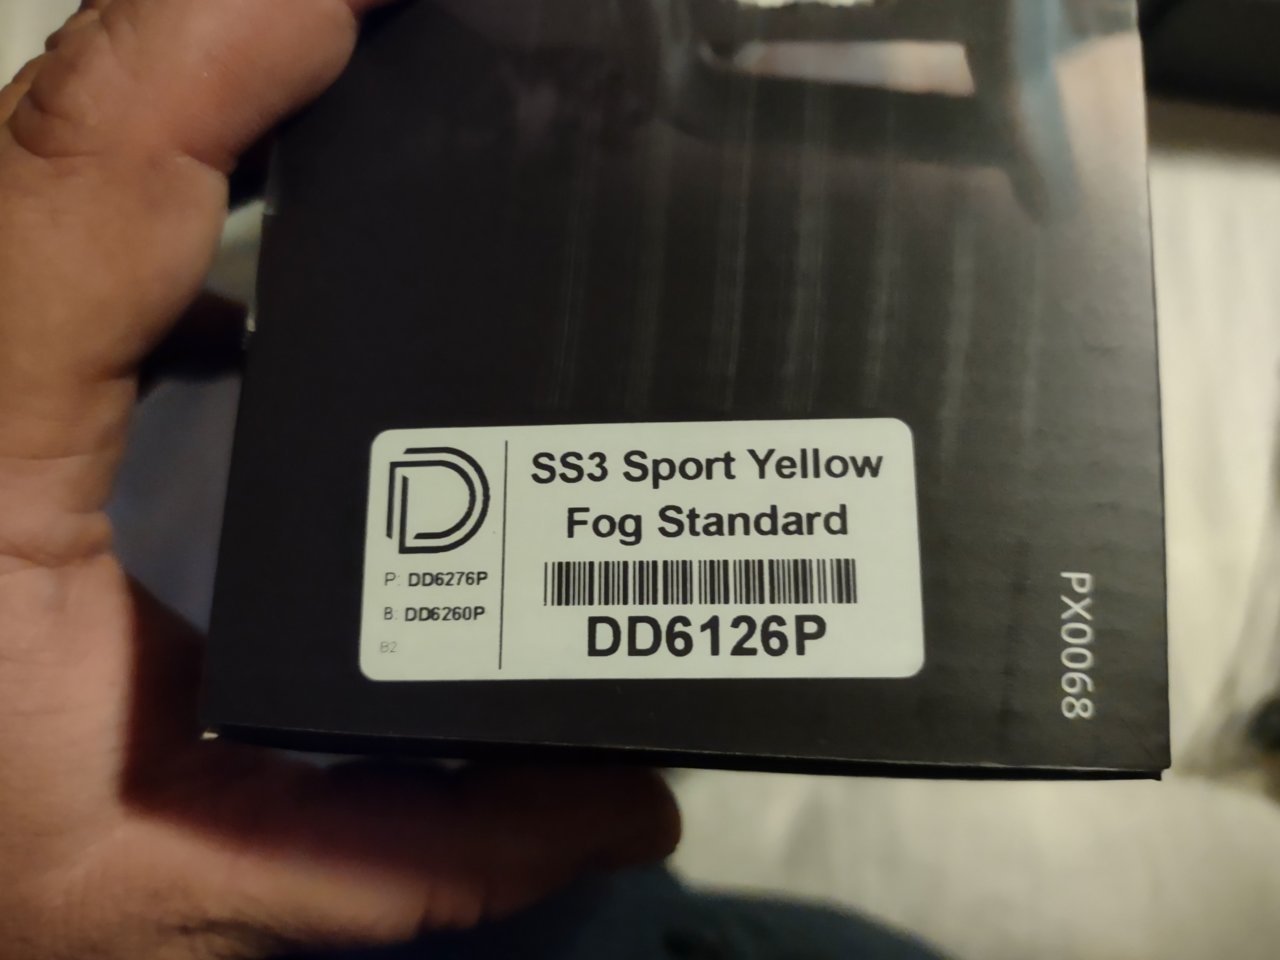 SS3 Sport Yellow
Fog Standard
DD6126P
P: DD6276P
B: DD6260P
B2
PX0068